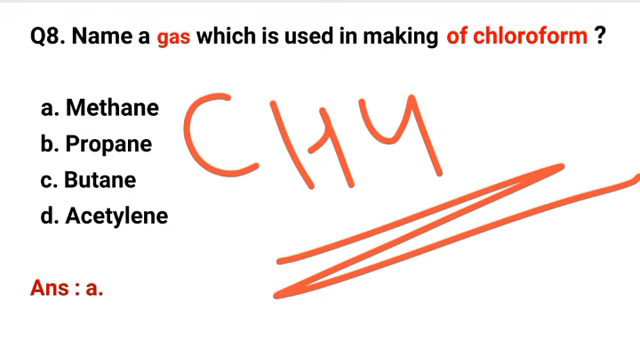 Q8. Name a gas which is used in making of chloroform ?
a. Methane
b. Propane
c. Butane
d. Acetylene
CH4
Ans : a.